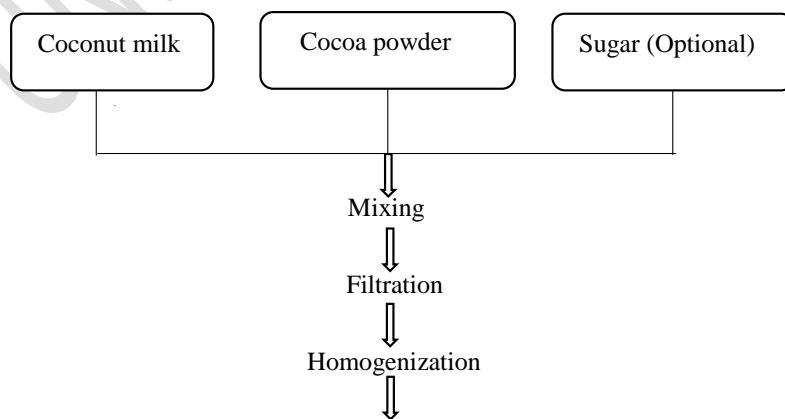 Coconut milk
Cocoa powder
Sugar (Optional)
Mixing
Filtration
Homogenization